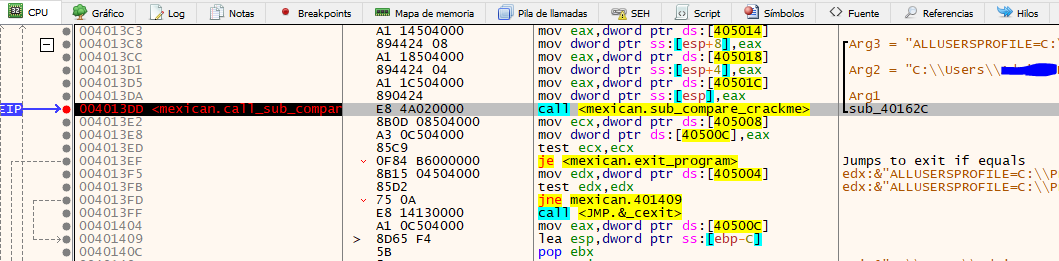 CPU Gráfico Log Notas Breakpoints Mapa de memoria Pila de llamadas SEH Script Símbolos Fuente Referencias Hilos
004013C3 A1 14504000 mov eax,dword ptr ds:[405014]
004013C8 894424 08 mov dword ptr ss:[esp+8],eax Arg3 = "ALLUSERSPROFILE=C:
004013CC A1 18504000 mov eax,dword ptr ds:[405018]
004013D1 894424 04 mov dword ptr ss:[esp+4],eax Arg2 = "C:\\Users\\
004013D5 A1 1C504000 mov eax,dword ptr ds:[40501C]
004013DA 890424 mov dword ptr ss:[esp],eax Arg1
EIP 004013DD <mexican.call_sub_compar E8 4A020000 call <mexican.sub_compare_crackme> sub_40162C
004013E2 8B0D 08504000 mov ecx,dword ptr ds:[405008]
004013E8 A3 0C504000 mov dword ptr ds:[40500C],eax
004013ED 85C9 test ecx,ecx
004013EF 0F84 B6000000 je <mexican.exit_program> Jumps to exit if equals
004013F5 8B15 04504000 mov edx,dword ptr ds:[405004] edx:&"ALLUSERSPROFILE=C:\\P
004013FB 85D2 test edx,edx edx:&"ALLUSERSPROFILE=C:\\P
004013FD 75 0A jne mexican.401409
004013FF E8 14130000 call <JMP.&_cexit>
00401404 A1 0C504000 mov eax,dword ptr ds:[40500C]
00401409 > 8D65 F4 lea esp,dword ptr ss:[ebp-C]
0040140C 5B pop ebx